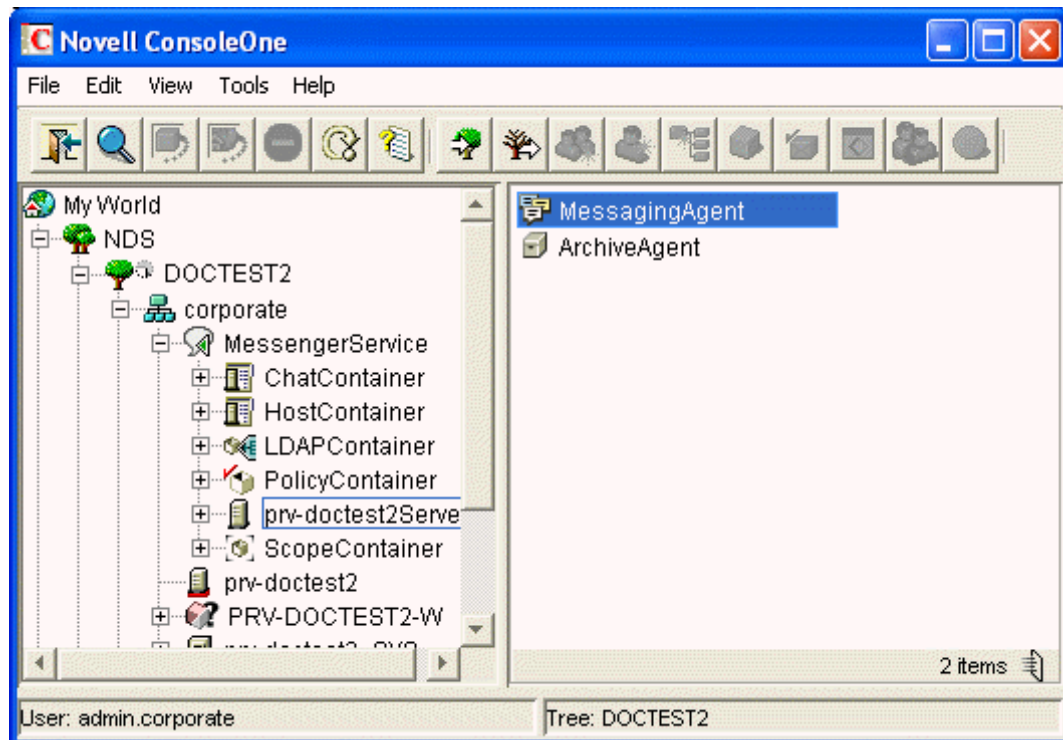 Novell ConsoleOne
File Edit View Tools Help
My World
NDS
DOCTEST2
corporate
MessengerService
ChatContainer
HostContainer
LDAPContainer
PolicyContainer
prv-doctest2Serve
ScopeContainer
prv-doctest2
PRV-DOCTEST2-W
MessagingAgent
ArchiveAgent
2 items
User: admin.corporate
Tree: DOCTEST2